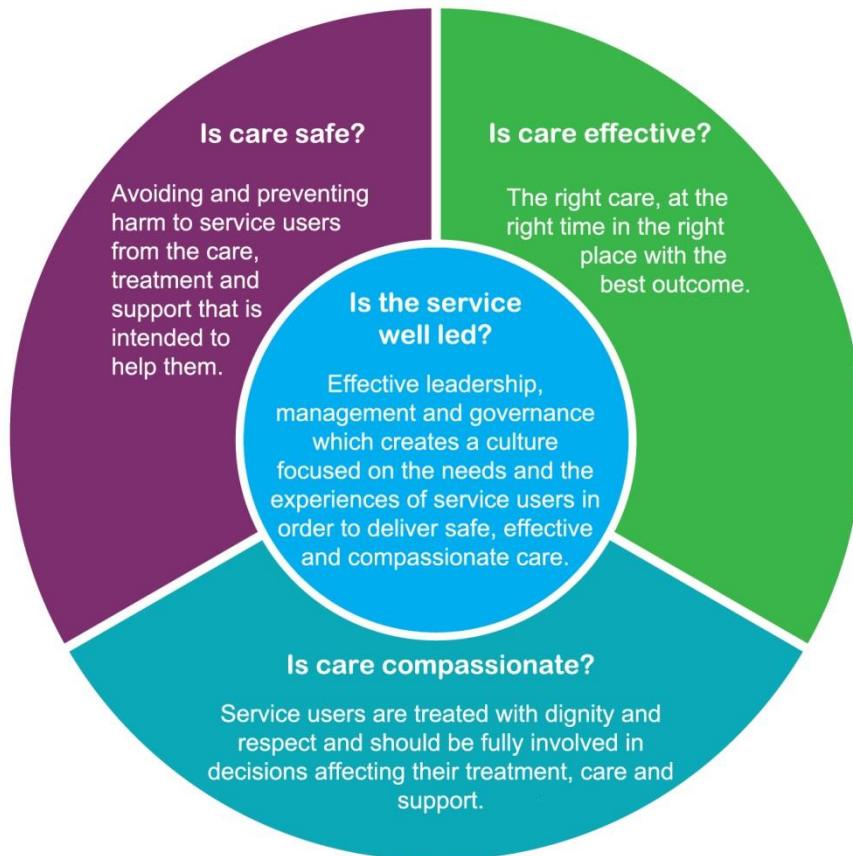 Is care safe?
Avoiding and preventing
harm to service users
from the care,
treatment and
support that is
intended to
help them.
Is care effective?
The right care, at the
right time in the right
place with the
best outcome.
Is the service
well led?
Effective leadership,
management and governance
which creates a culture
focused on the needs and the
experiences of service users in
order to deliver safe, effective
and compassionate care.
Is care compassionate?
Service users are treated with dignity and
respect and should be fully involved in
decisions affecting their treatment, care and
support.